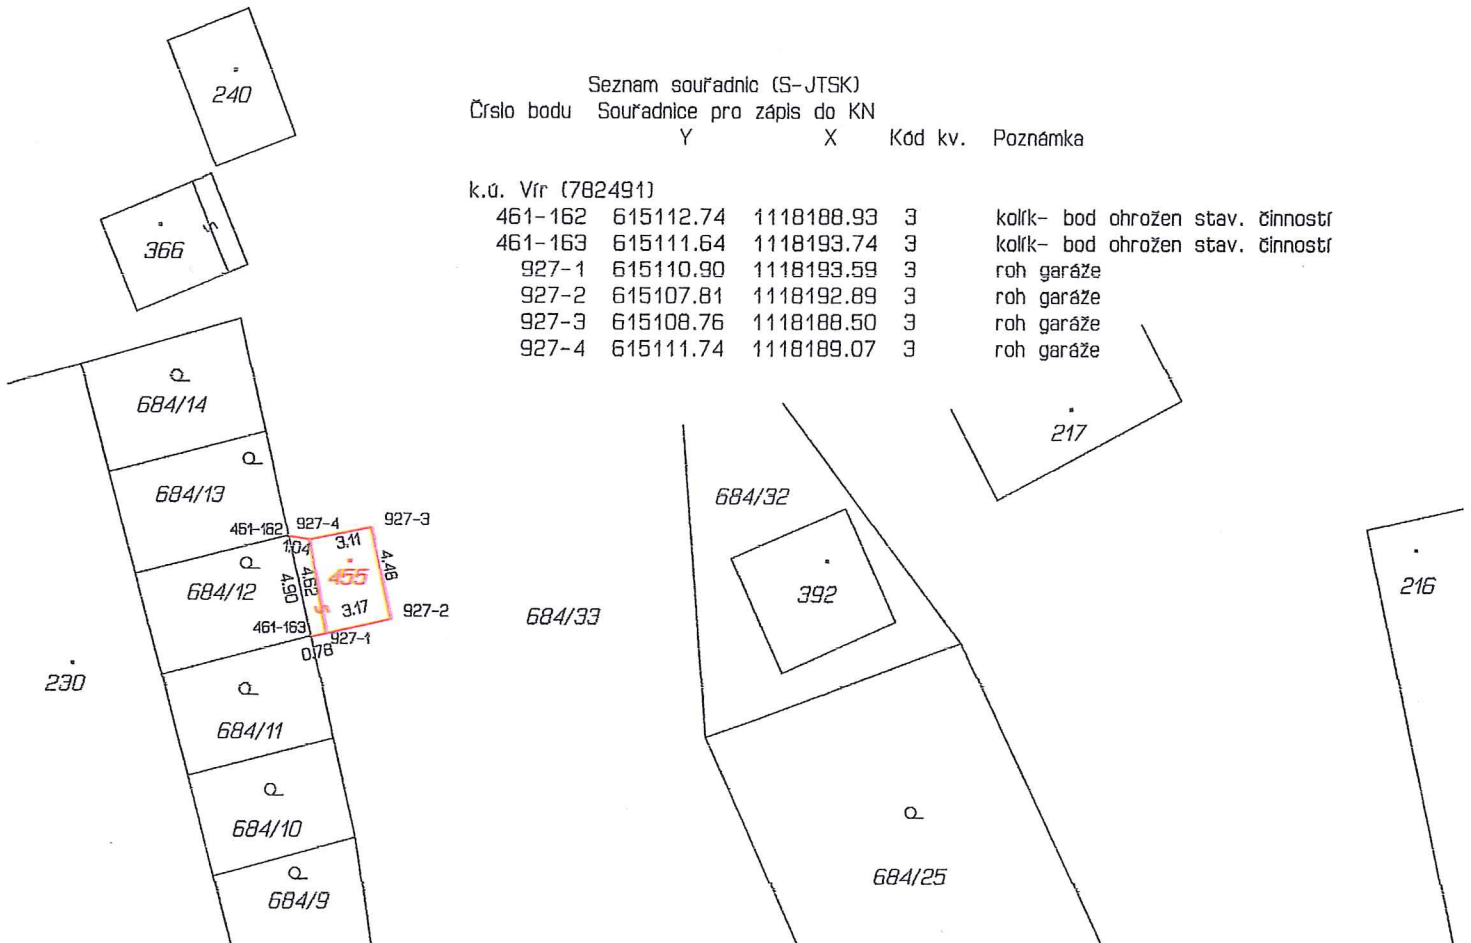 240
Seznam souřadnic (S-JTSK)
Číslo bodu Souřadnice pro zápis do KN
Y X Kód kv. Poznámka
k.ú. Vír (782491)
461-162 615112.74 1118188.93 3 kolík- bod ohrožen stav. činností
461-163 615111.64 1118193.74 3 kolík- bod ohrožen stav. činností
927-1 615110.90 1118193.59 3 roh garáže
927-2 615107.81 1118192.89 3 roh garáže
927-3 615108.76 1118188.50 3 roh garáže
927-4 615111.74 1118189.07 3 roh garáže
366
684/14
217
684/13
684/32
461-162 927-4 927-3
1.04 3.11
4.46
455
4.62
4.90
684/12
392
216
3.17
927-2
684/33
461-163
927-1
0.78
230
684/11
684/10
684/25
684/9